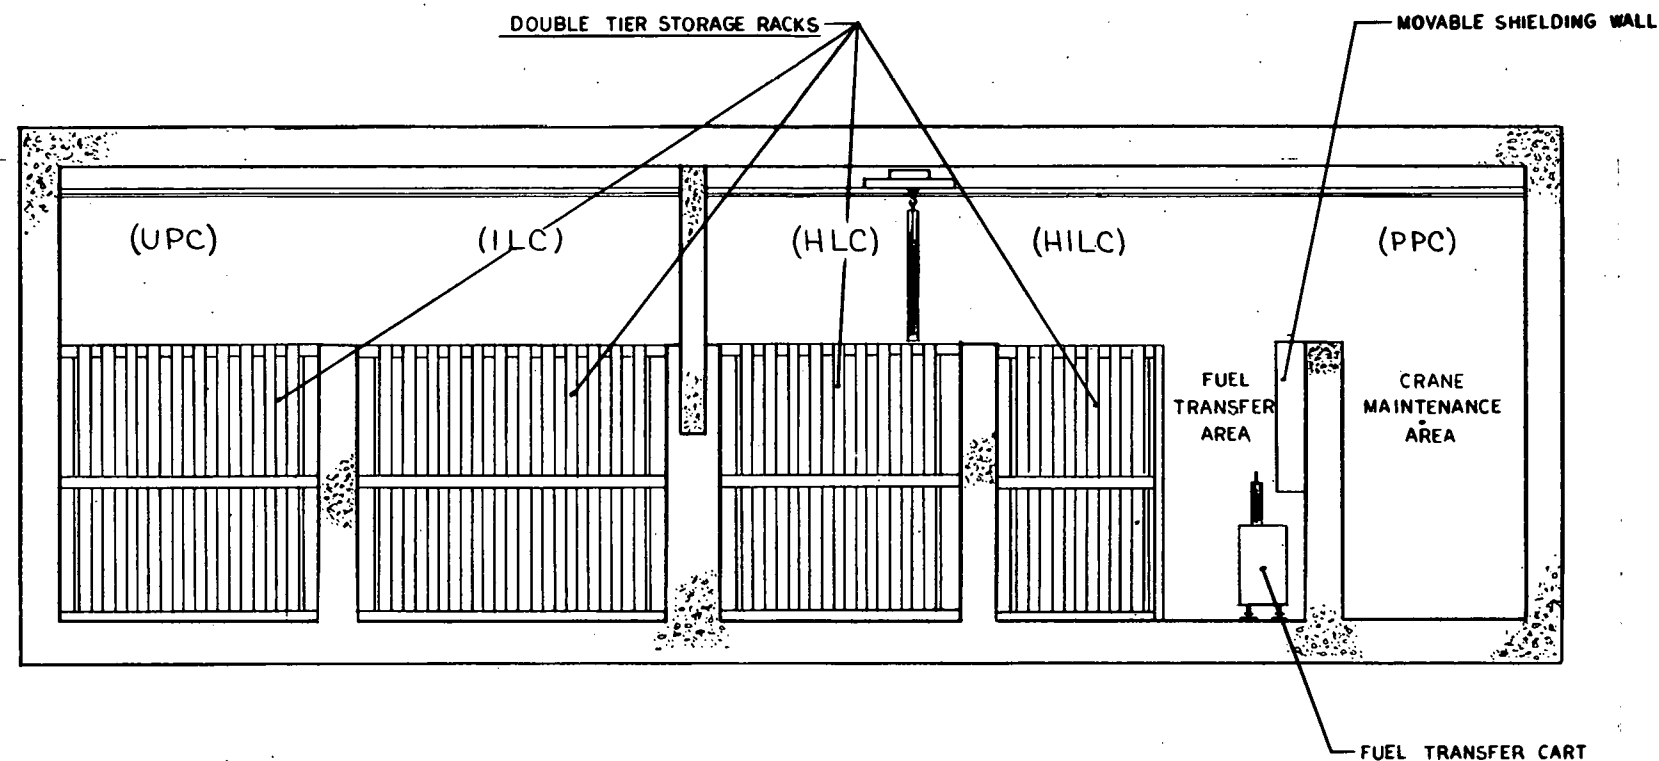 DOUBLE TIER STORAGE RACKS
MOVABLE SHIELDING WALL
(UPC)
(ILC)
(HLC)
(HILC)
(PPC)
FUEL
TRANSFER
AREA
CRANE
MAINTENANCE
AREA
FUEL TRANSFER CART